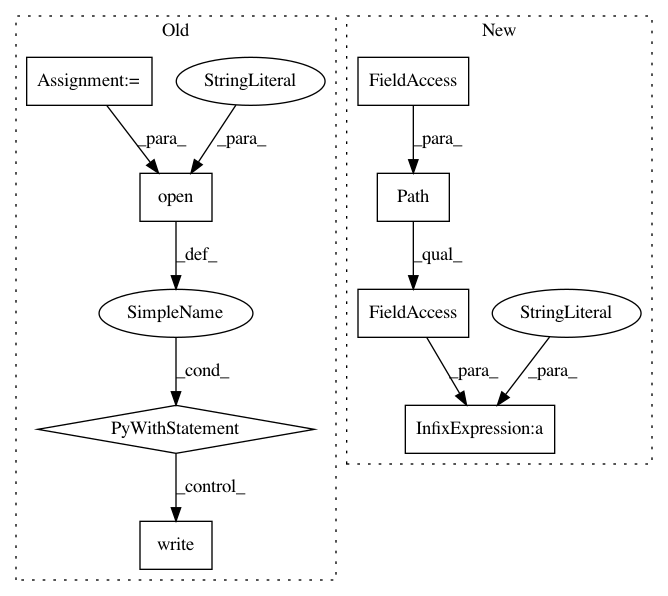 Old
New
Assignment:=
StringLiteral
FieldAccess
_para_
_para_
_para_
open
Path
_def_
_qual_
SimpleName
FieldAccess
StringLiteral
_cond_
_para_
_para_
PyWithStatement
InfixExpression:a
_control_
write